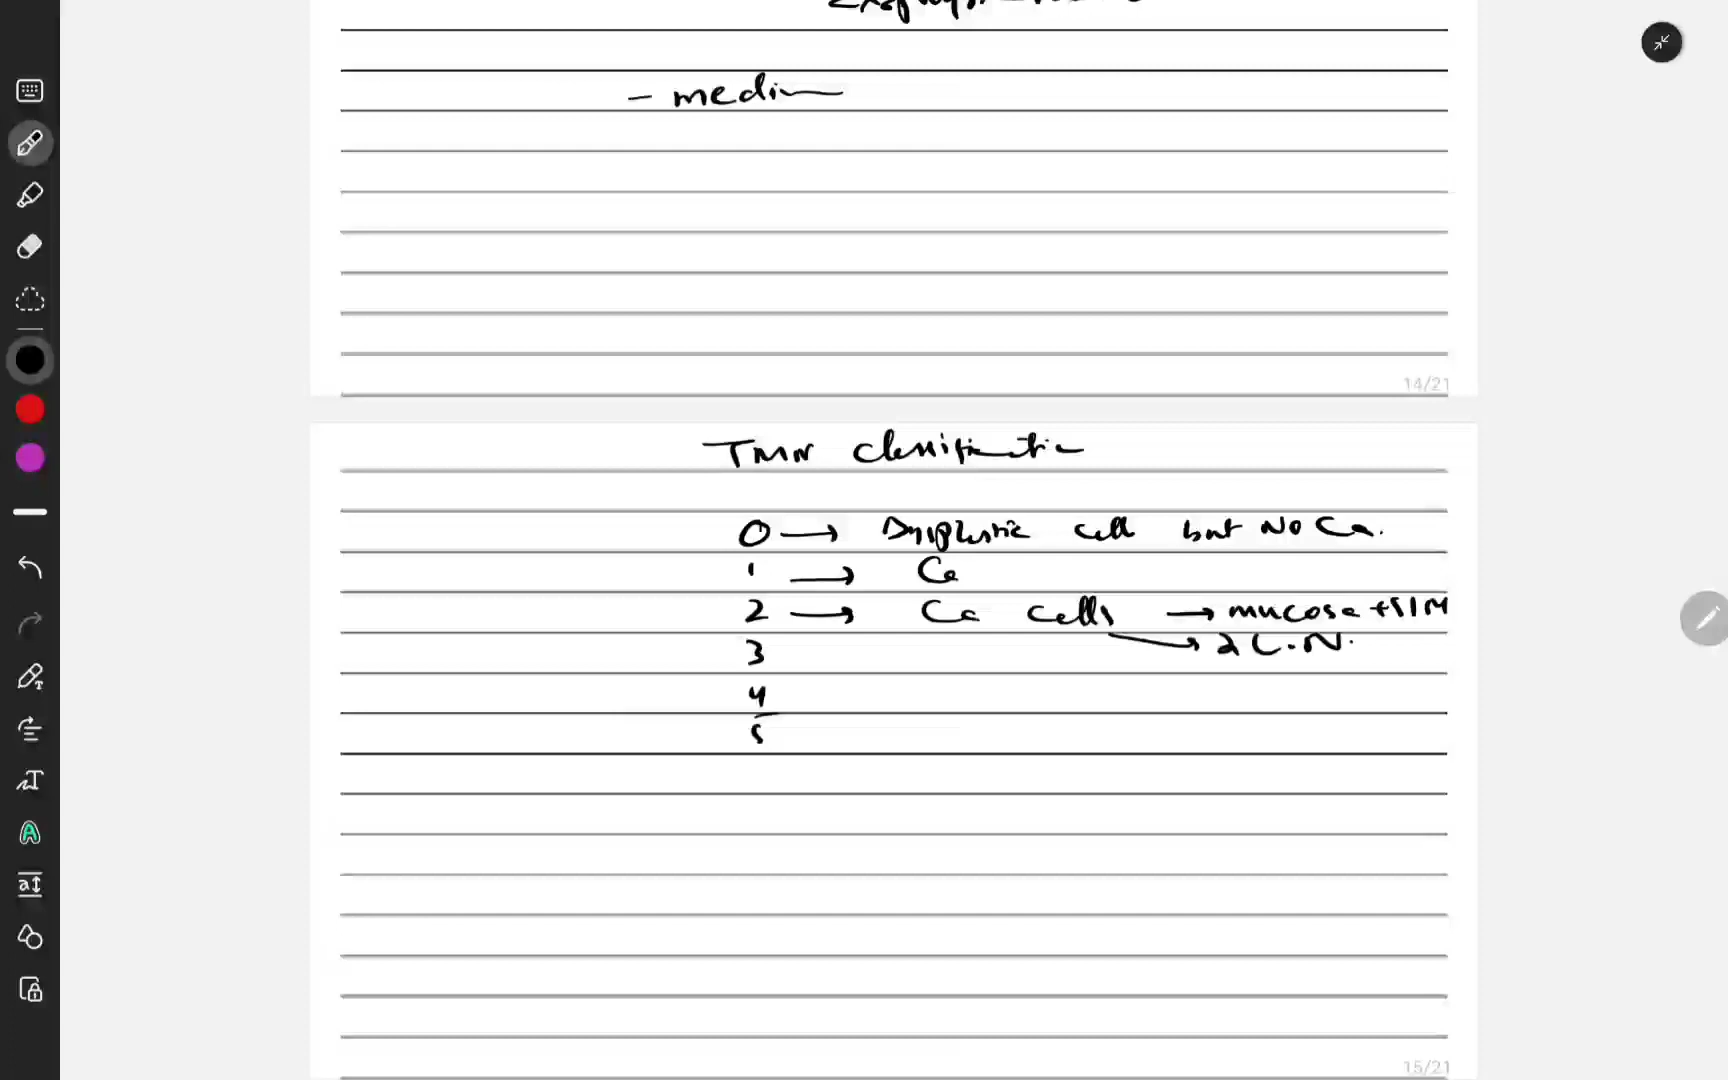 - medi
14/21
TMN classification
0 → Dysplastic cell but No Ca.
1 → Ca
2 → Ca cells → mucosa + S/M
→ 2 L.N.
3
4
5
15/21